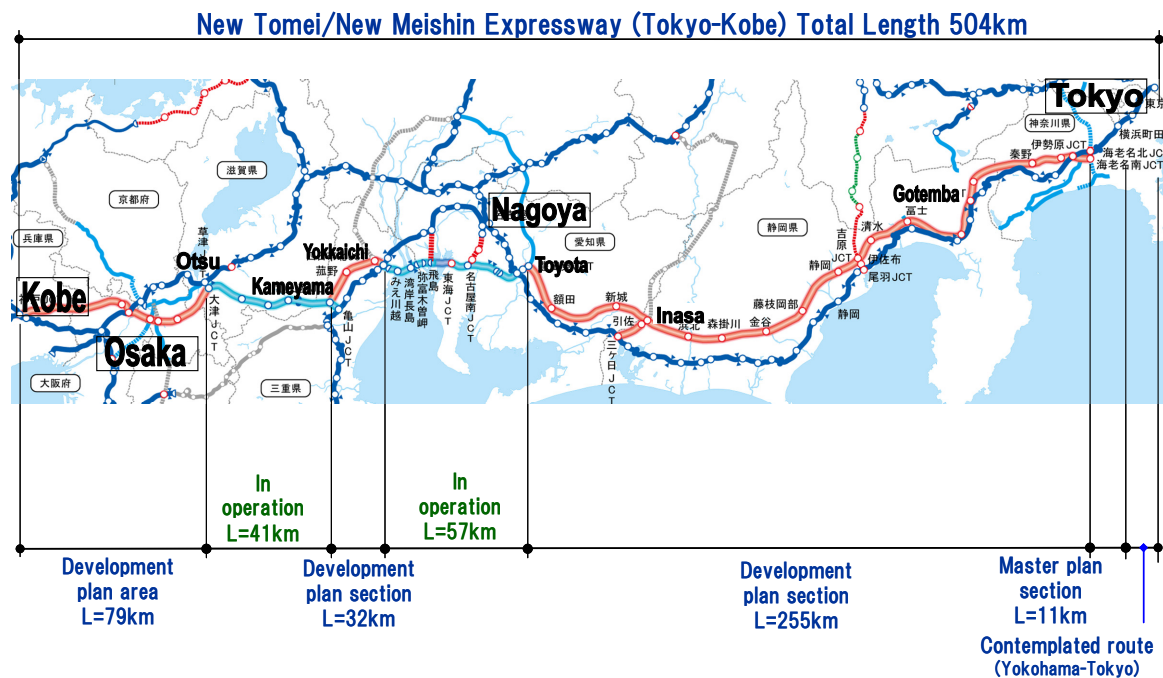 New Tomei/New Meishin Expressway (Tokyo-Kobe) Total Length 504km
Tokyo
神奈川県
横浜町田
伊勢原JCT
秦野
海老名北JC
海老名南JCT
滋賀県
京都府
兵庫県
Gotemba
富士
Nagoya
愛知県
静岡県
清水
吉原JCT
伊佐布
尾羽JCT
静岡
Otsu
草津
Yokkaichi
菰野
Toyota
Kameyama
Kobe
みえ川越
湾岸長島
弥富木曽岬
飛島
東海JCT
名古屋南JCT
額田
新城
引佐
Inasa
浜北
森掛川
金谷
藤枝岡部
静岡
大津JCT
亀山JCT
三ヶ日JCT
Osaka
大阪府
三重県
In
operation
L=41km
In
operation
L=57km
Development
plan area
L=79km
Development
plan section
L=32km
Development
plan section
L=255km
Master plan
section
L=11km
Contemplated route
(Yokohama-Tokyo)